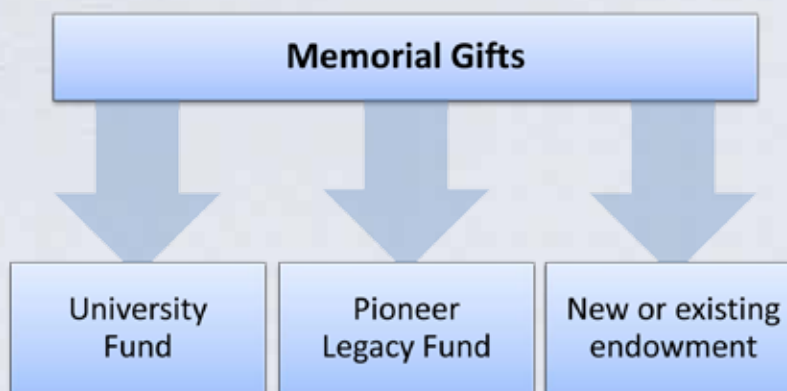 Memorial Gifts
University
Fund
Pioneer
Legacy Fund
New or existing
endowment